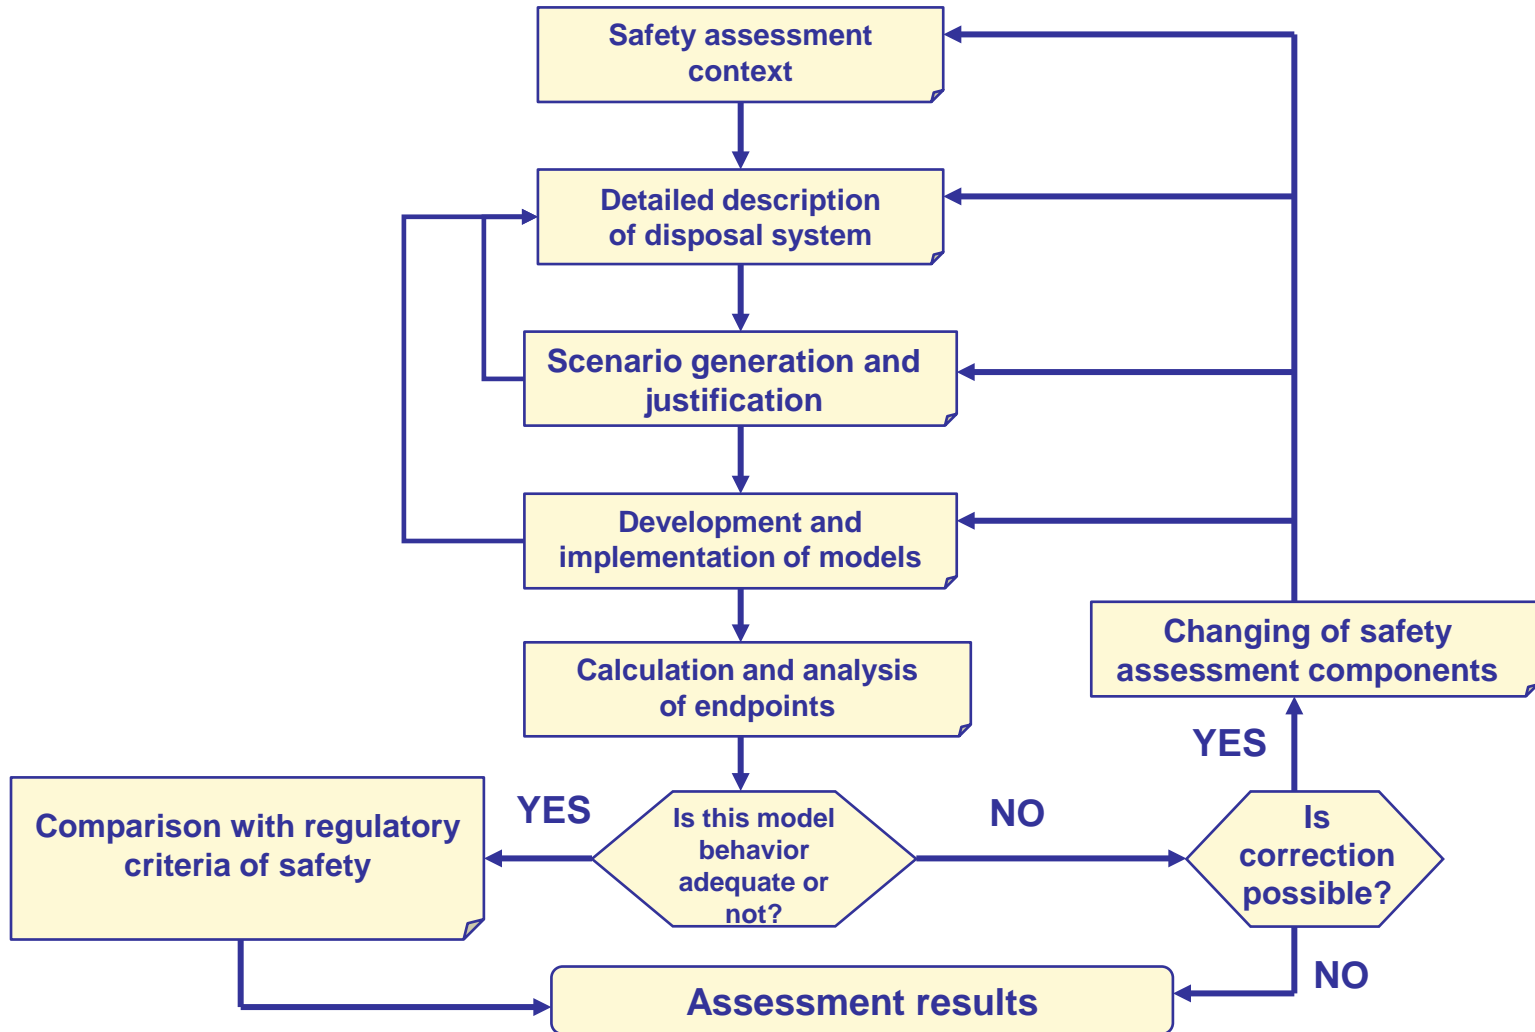 Safety assessment
context
Detailed description
of disposal system
Scenario generation and
justification
Development and
implementation of models
Calculation and analysis
of endpoints
Changing of safety
assessment components
YES
Comparison with regulatory
criteria of safety
YES
Is this model
behavior
adequate or
not?
NO
Is
correction
possible?
NO
Assessment results